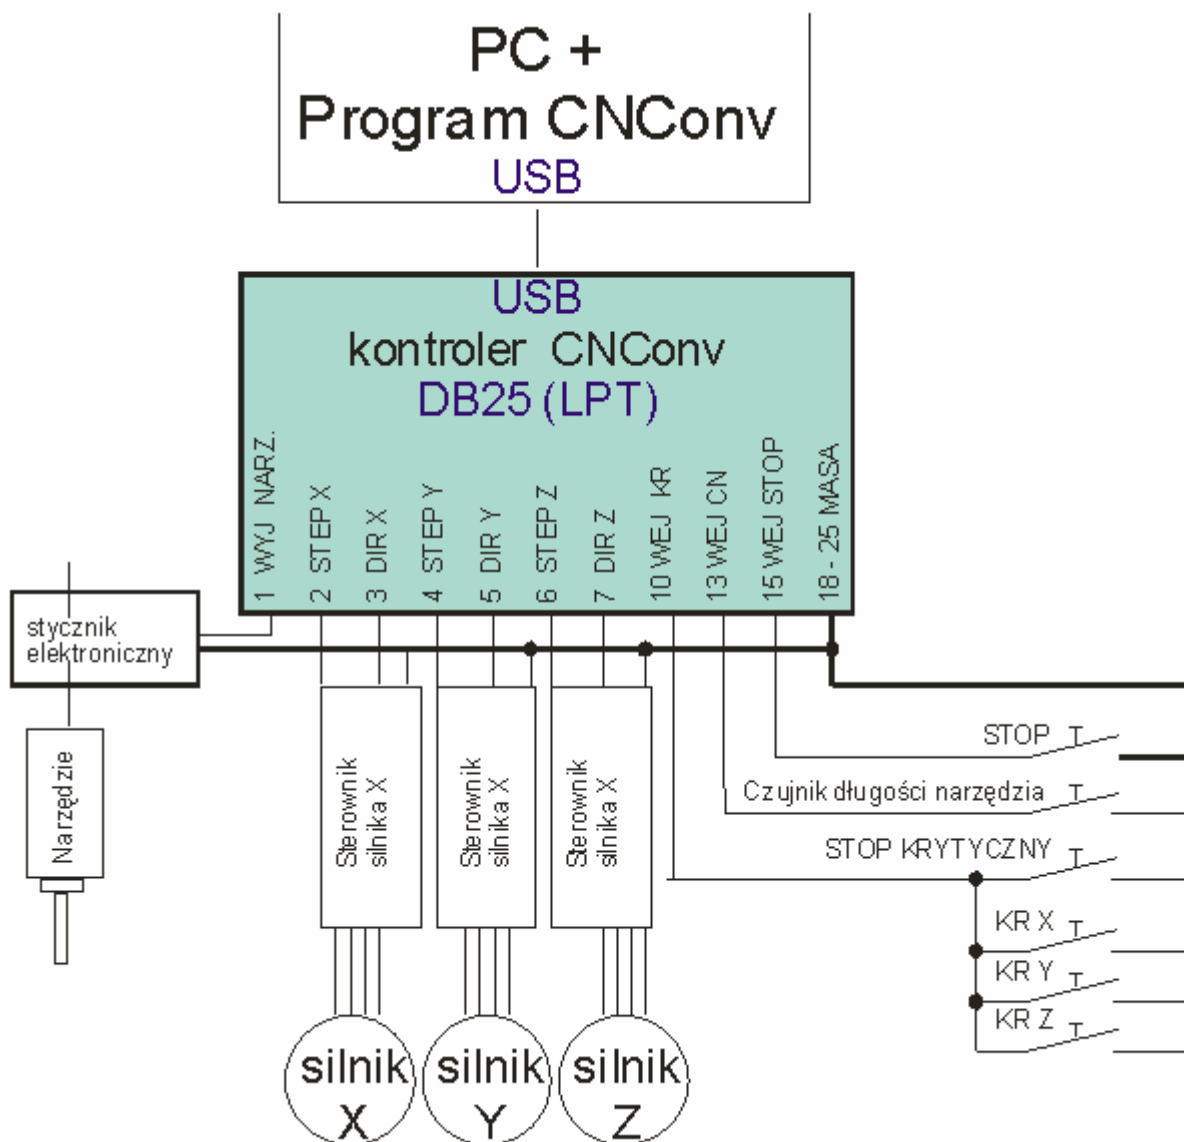 PC +
Program CNConv
USB
USB
kontroler CNConv
DB25 (LPT)
1 WYJ NARZ.
2 STEP X
3 DIR X
4 STEP Y
5 DIR Y
6 STEP Z
7 DIR Z
10 WEJ KR
13 WEJ CN
15 WEJ STOP
18 - 25 MASA
stycznik
elektroniczny
Narzędzie
Sterownik
silnika X
Sterownik
silnika X
Sterownik
silnika X
STOP
Czujnik długości narzędzia
STOP KRYTYCZNY
KR X
KR Y
KR Z
silnik
X
silnik
Y
silnik
Z